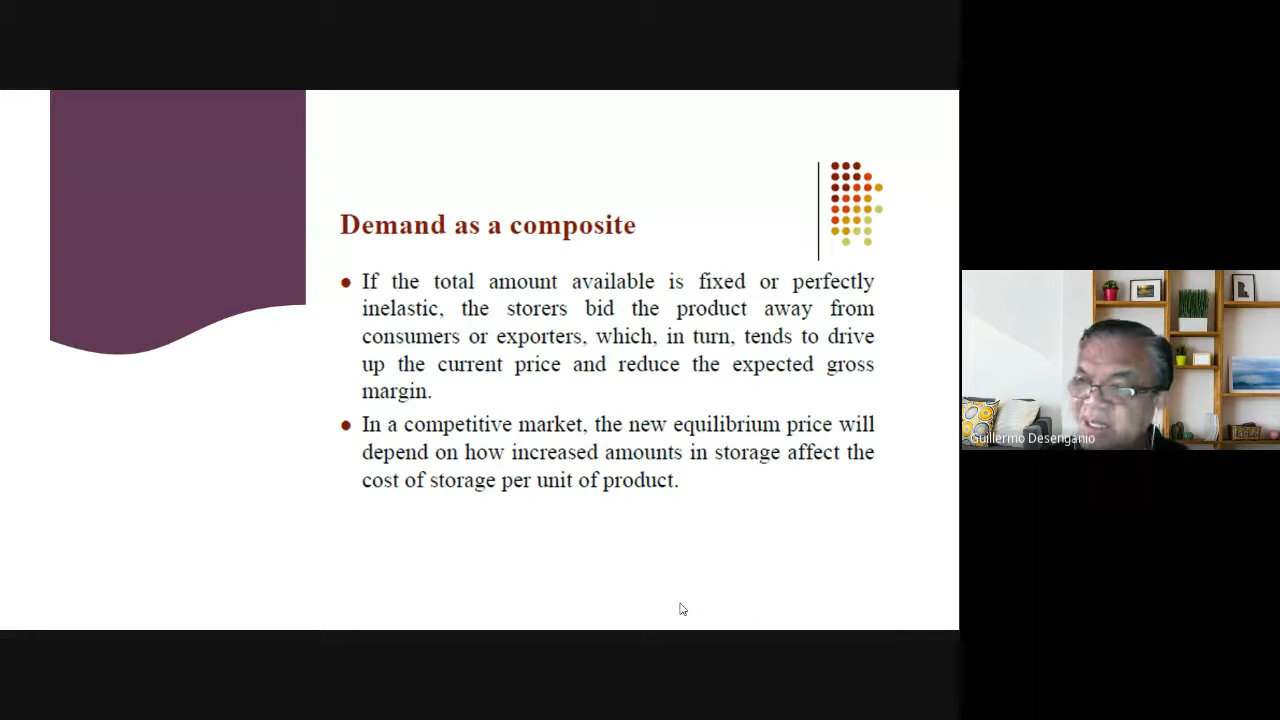 Demand as a composite
If the total amount available is fixed or perfectly
inelastic, the storers bid the product away from
consumers or exporters, which, in turn, tends to drive
up the current price and reduce the expected gross
margin.
In a competitive market, the new equilibrium price will
depend on how increased amounts in storage affect the
cost of storage per unit of product.
Guillermo Desenganio